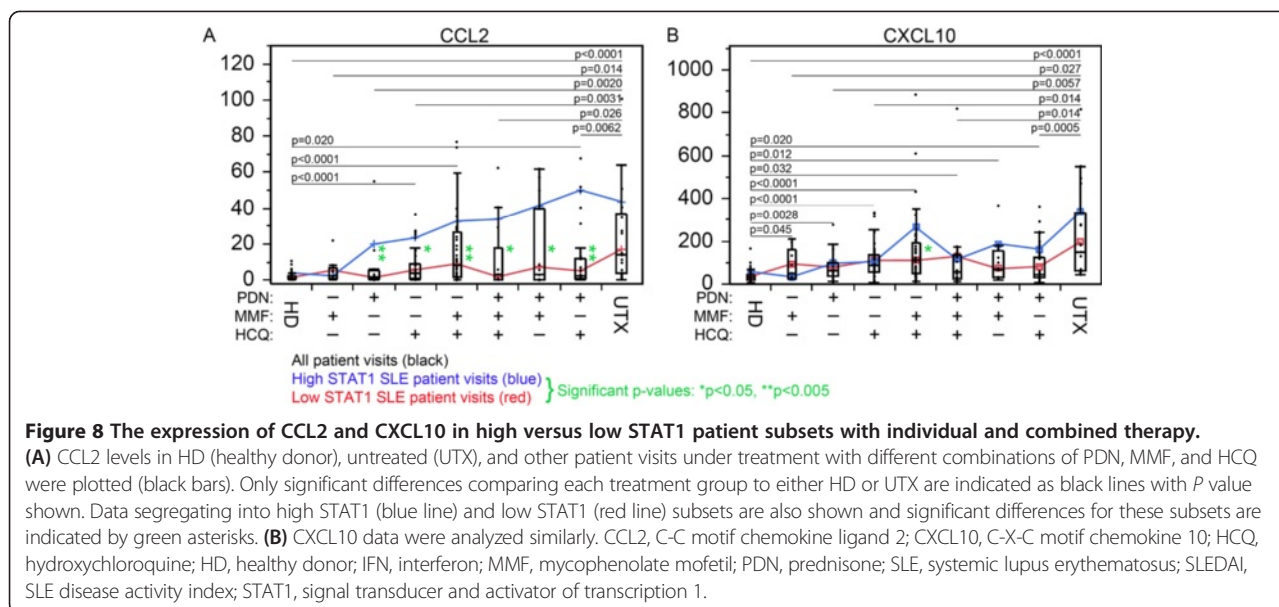 A CCL2 B CXCL10
120
100
80
60
40
20
0
p<0.0001
p=0.014
p=0.0020
p=0.0031
p=0.026
p=0.0062
p=0.020
p<0.0001
p<0.0001
** * ** * * **
1000
800
600
400
200
0
p<0.0001
p=0.027
p=0.0057
p=0.014
p=0.014
p=0.0005
p=0.020
p=0.012
p=0.032
p<0.0001
p<0.0001
p=0.0028
p=0.045
*
PDN: HD − + − − + + + UTX
MMF: + − − + − + −
HCQ: − − + + + − +
HD − − − + + + + UTX
+ − − + − + −
− − + + + − +
All patient visits (black)
High STAT1 SLE patient visits (blue)
Low STAT1 SLE patient visits (red)
} Significant p-values: *p<0.05, **p<0.005
Figure 8 The expression of CCL2 and CXCL10 in high versus low STAT1 patient subsets with individual and combined therapy.
(A) CCL2 levels in HD (healthy donor), untreated (UTX), and other patient visits under treatment with different combinations of PDN, MMF, and HCQ
were plotted (black bars). Only significant differences comparing each treatment group to either HD or UTX are indicated as black lines with P value
shown. Data segregating into high STAT1 (blue line) and low STAT1 (red line) subsets are also shown and significant differences for these subsets are
indicated by green asterisks. (B) CXCL10 data were analyzed similarly. CCL2, C-C motif chemokine ligand 2; CXCL10, C-X-C motif chemokine 10; HCQ,
hydroxychloroquine; HD, healthy donor; IFN, interferon; MMF, mycophenolate mofetil; PDN, prednisone; SLE, systemic lupus erythematosus; SLEDAI,
SLE disease activity index; STAT1, signal transducer and activator of transcription 1.